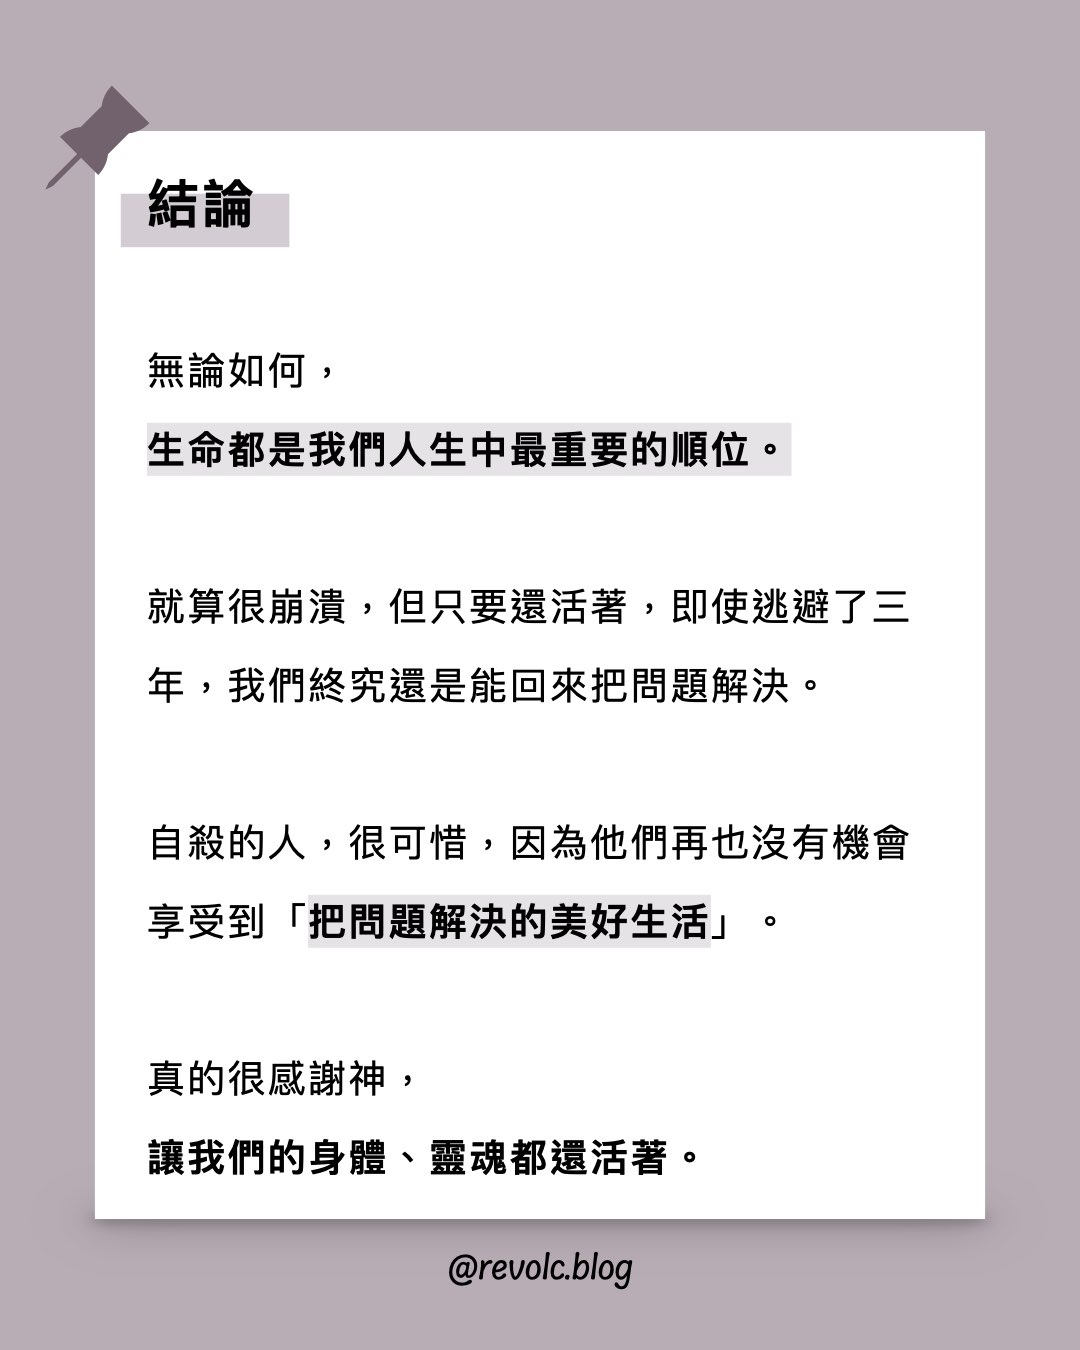 結論
無論如何，
生命都是我們人生中最重要的順位。
就算很崩潰，但只要還活著，即使逃避了三
年，我們終究還是能回來把問題解決。
自殺的人，很可惜，因為他們再也沒有機會
享受到「把問題解決的美好生活」。
真的很感謝神，
讓我們的身體、靈魂都還活著。
@revolc.blog